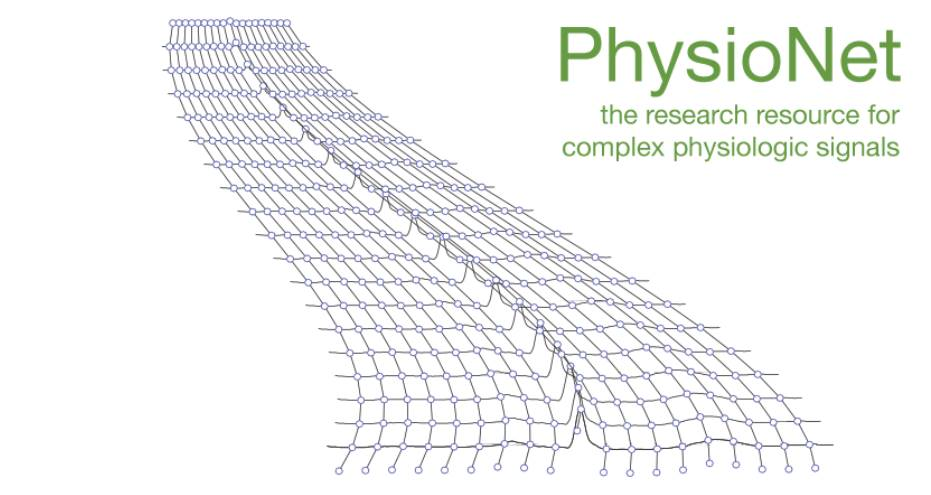 PhysioNet
the research resource for
complex physiologic signals